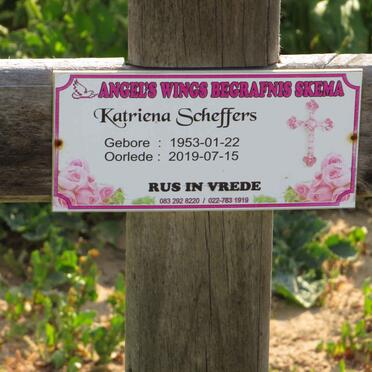 ANGEL'S WINGS BEGRAFNIS SKEMA
Katriena Scheffers
Gebore : 1953-01-22
Oorlede : 2019-07-15
RUS IN VREDE
083 292 8220 / 022-783 1919